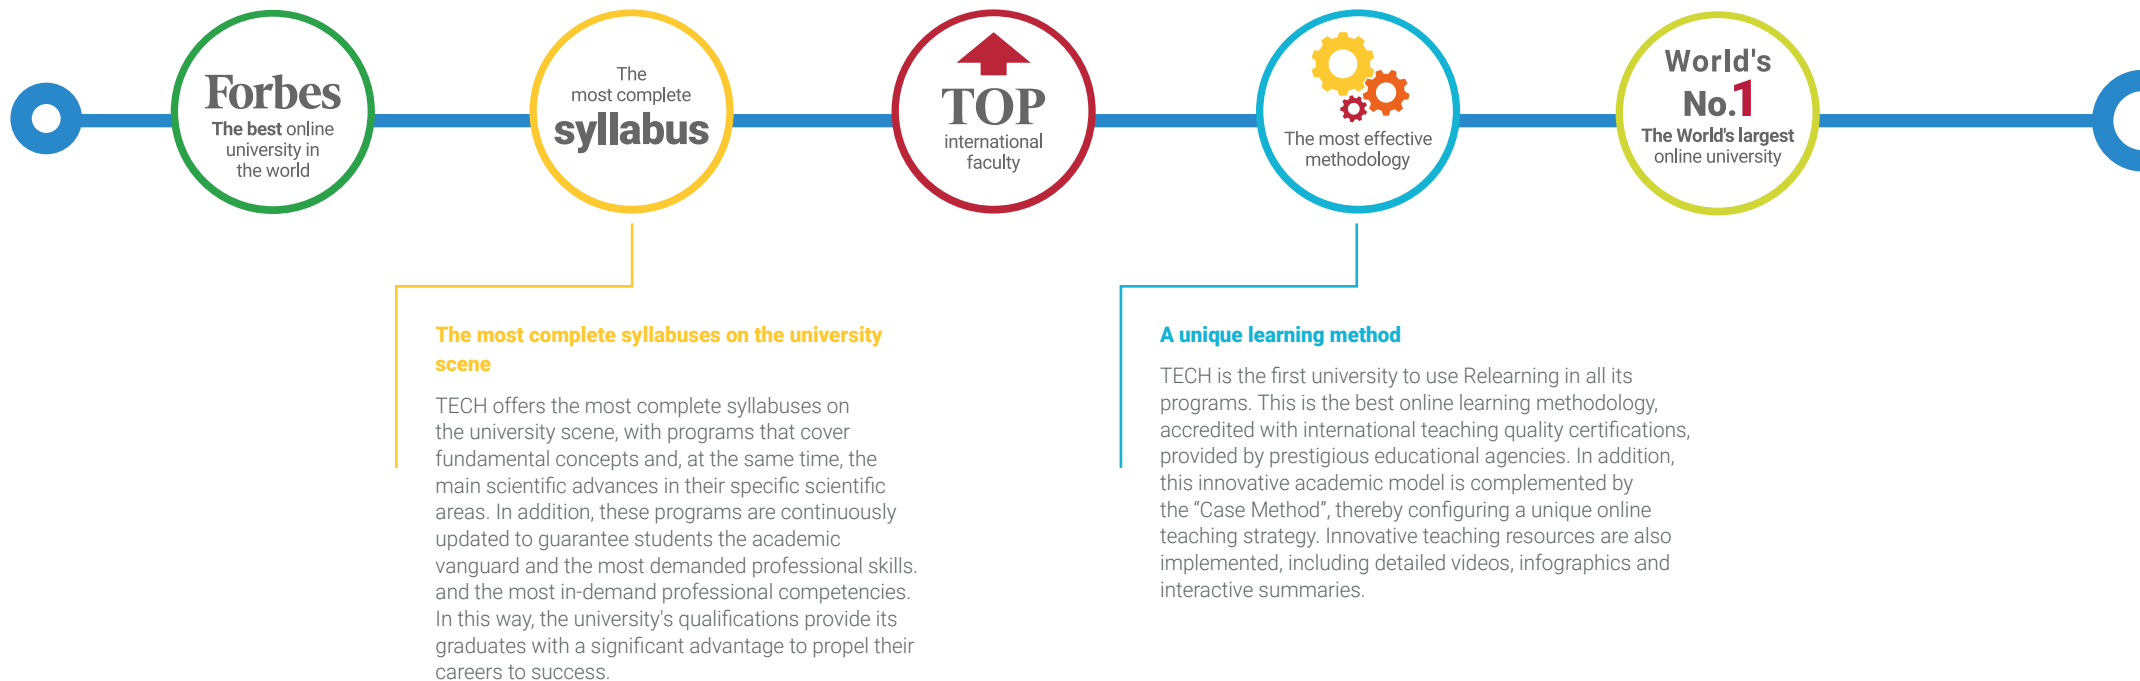 Forbes
The best online
university in
the world
The
most complete
syllabus
TOP
international
faculty
The most effective
methodology
World's
No.1
The World's largest
online university
The most complete syllabuses on the university
scene
TECH offers the most complete syllabuses on
the university scene, with programs that cover
fundamental concepts and, at the same time, the
main scientific advances in their specific scientific
areas. In addition, these programs are continuously
updated to guarantee students the academic
vanguard and the most demanded professional skills.
and the most in-demand professional competencies.
In this way, the university's qualifications provide its
graduates with a significant advantage to propel their
careers to success.
A unique learning method
TECH is the first university to use Relearning in all its
programs. This is the best online learning methodology,
accredited with international teaching quality certifications,
provided by prestigious educational agencies. In addition,
this innovative academic model is complemented by
the “Case Method”, thereby configuring a unique online
teaching strategy. Innovative teaching resources are also
implemented, including detailed videos, infographics and
interactive summaries.